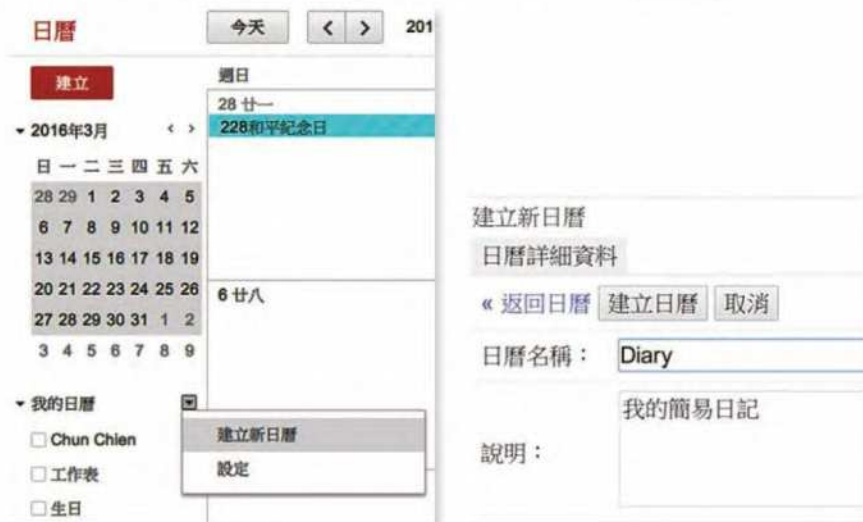 日曆
今天 < > 201
建立
週日
28 廿一
228和平紀念日
2016年3月 < >
日 一 二 三 四 五 六
28 29 1 2 3 4 5
6 7 8 9 10 11 12
13 14 15 16 17 18 19
20 21 22 23 24 25 26
27 28 29 30 31 1 2
3 4 5 6 7 8 9
6 廿八
我的日曆
建立新日曆
設定
Chun Chien
工作表
生日
建立新日曆
日曆詳細資料
« 返回日曆 建立日曆 取消
日曆名稱： Diary
說明： 我的簡易日記